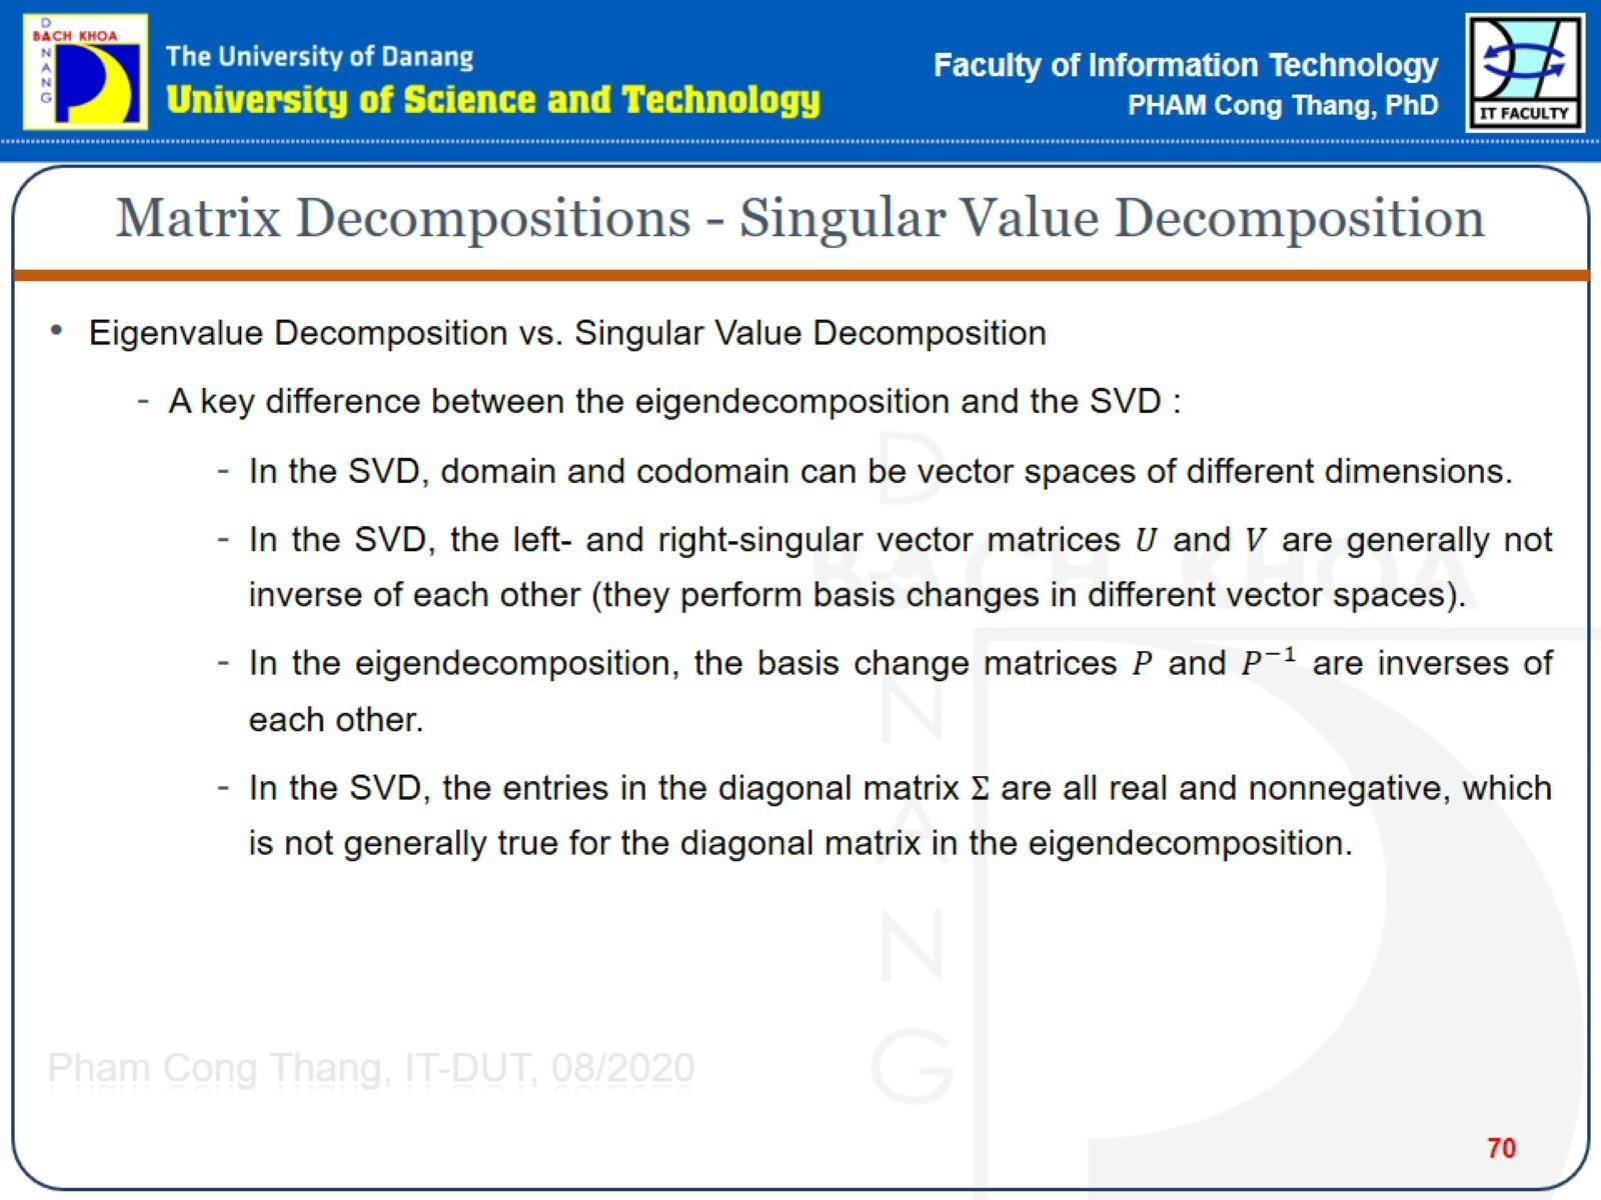 D
BACH KHOA
N
A
N
G
The University of Danang
University of Science and Technology
Faculty of Information Technology
PHAM Cong Thang, PhD
IT FACULTY
Matrix Decompositions - Singular Value Decomposition
• Eigenvalue Decomposition vs. Singular Value Decomposition
- A key difference between the eigendecomposition and the SVD :
- In the SVD, domain and codomain can be vector spaces of different dimensions.
- In the SVD, the left- and right-singular vector matrices U and V are generally not
inverse of each other (they perform basis changes in different vector spaces).
- In the eigendecomposition, the basis change matrices P and P⁻¹ are inverses of
each other.
- In the SVD, the entries in the diagonal matrix Σ are all real and nonnegative, which
is not generally true for the diagonal matrix in the eigendecomposition.
D
BACH KHOA
N
A
N
G
Pham Cong Thang, IT-DUT, 08/2020
70